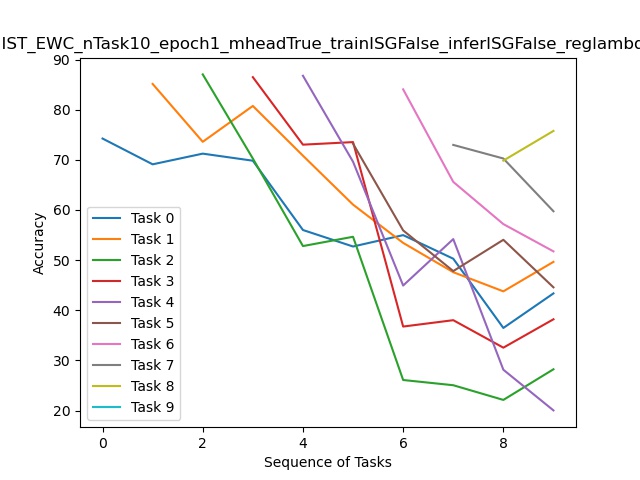 IST_EWC_nTask10_epoch1_mheadTrue_trainISGFalse_inferISGFalse_reglambd
90
80
70
60
50
40
30
20
Accuracy
Task 0
Task 1
Task 2
Task 3
Task 4
Task 5
Task 6
Task 7
Task 8
Task 9
0 2 4 6 8
Sequence of Tasks